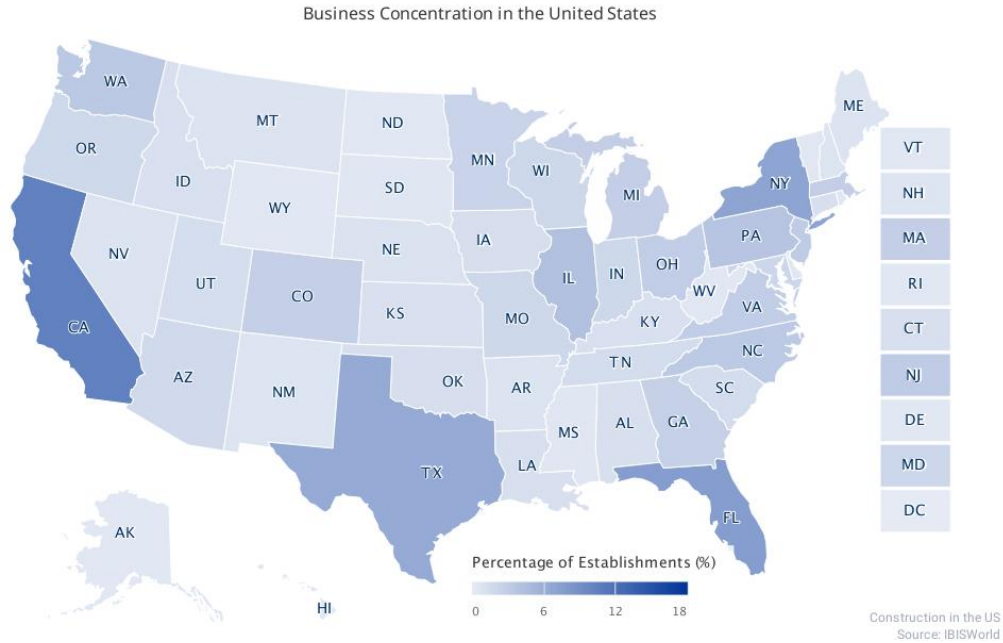 Business Concentration in the United States
WA
MT
ND
ME
OR
MN
VT
ID
SD
WI
MI
NY
NH
WY
IA
PA
MA
NV
NE
OH
UT
CO
IL
IN
WV
RI
KS
MO
KY
VA
CT
CA
NC
AZ
NM
OK
AR
TN
SC
NJ
MS
AL
GA
DE
TX
LA
FL
MD
AK
DC
HI
Percentage of Establishments (%)
0 6 12 18
Construction in the US
Source: IBISWorld